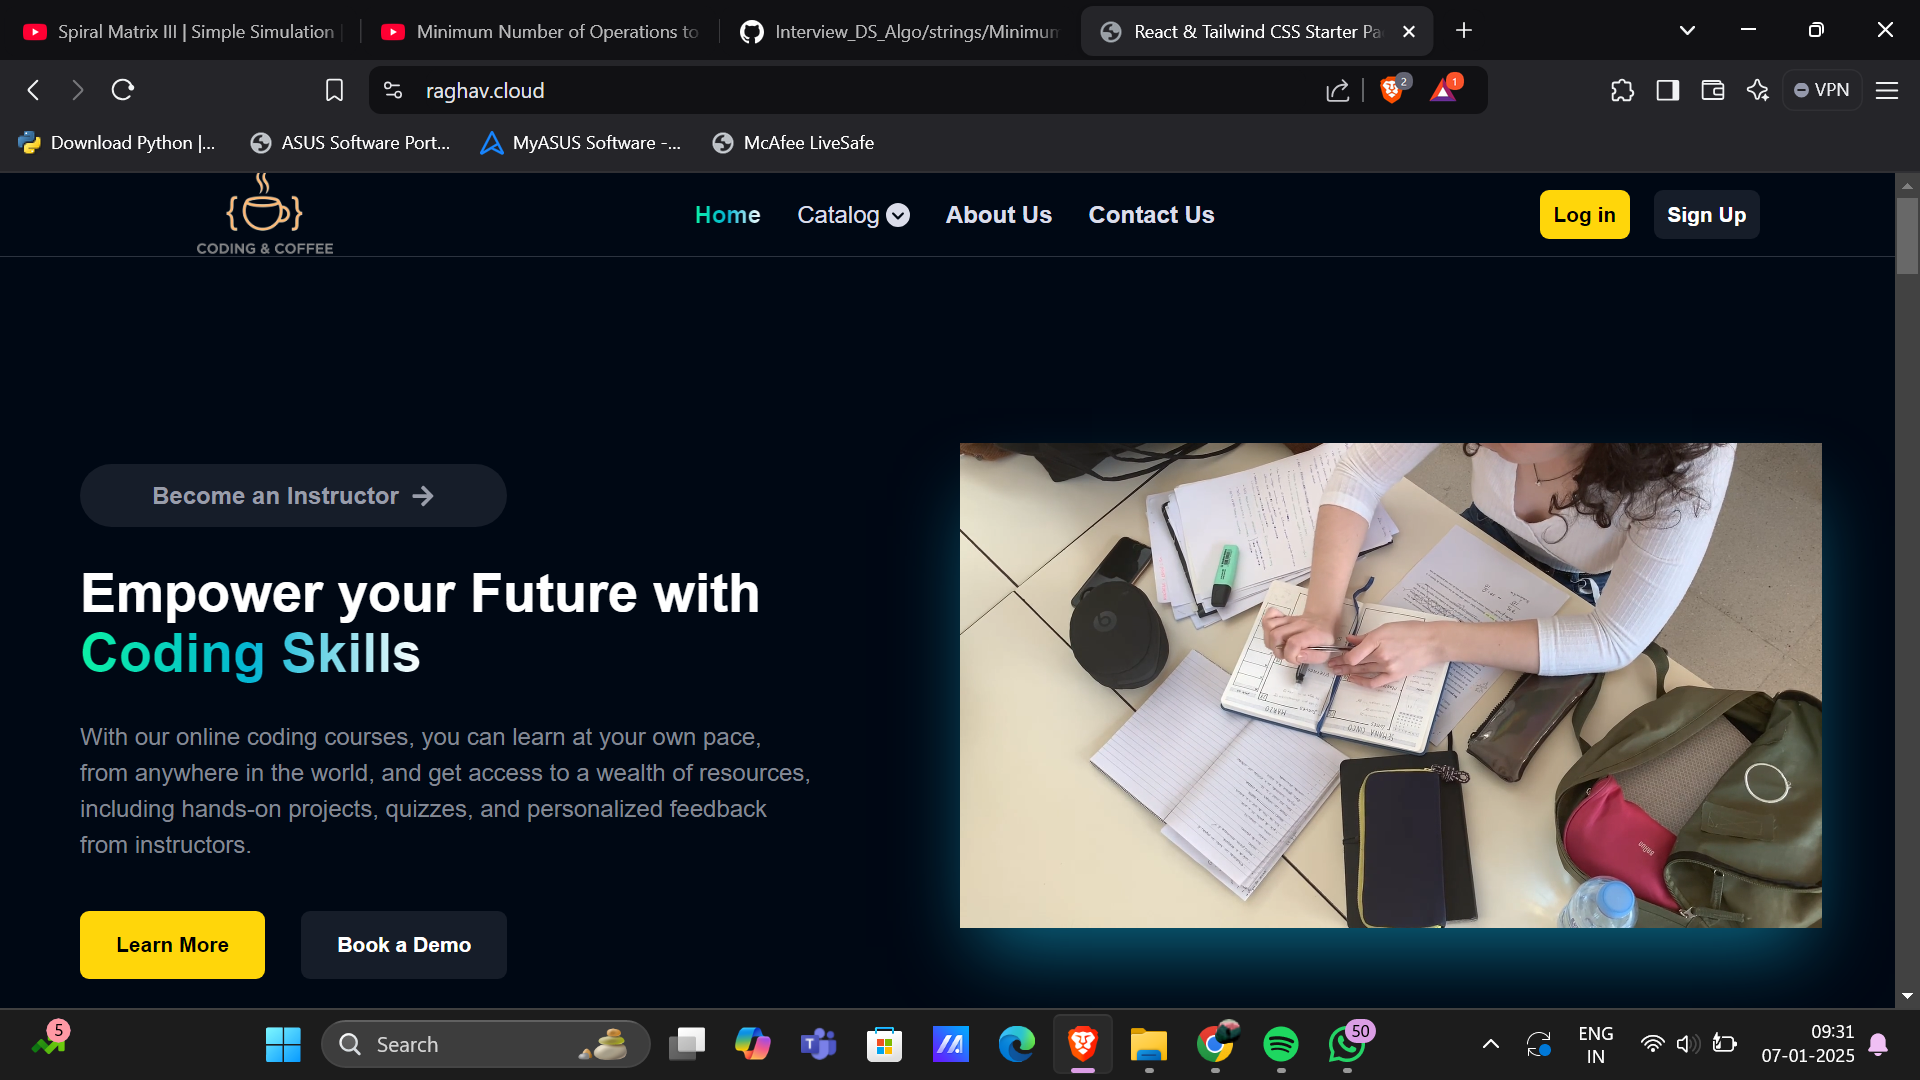 Spiral Matrix III | Simple Simulation
Minimum Number of Operations to
Interview_DS_Algo/strings/Minimum
React & Tailwind CSS Starter Pa
raghav.cloud
2
1
VPN
Download Python |...
ASUS Software Port...
MyASUS Software -...
McAfee LiveSafe
CODING & COFFEE
Home
Catalog
About Us
Contact Us
Log in
Sign Up
Become an Instructor
Empower your Future with
Coding Skills
With our online coding courses, you can learn at your own pace,
from anywhere in the world, and get access to a wealth of resources,
including hands-on projects, quizzes, and personalized feedback
from instructors.
Learn More
Book a Demo
MARZO
SEMANA CINCO
5
Search
50
ENG
IN
09:31
07-01-2025